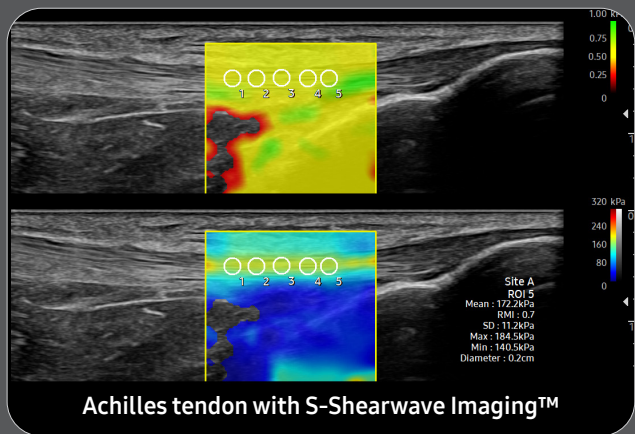 1.00 kPa
0.75
0.50
0.25
0
1 2 3 4 5
320 kPa
240
160
80
0
1 2 3 4 5
Site A
ROI 5
Mean : 172.2kPa
RMI : 0.7
SD : 11.2kPa
Max : 184.5kPa
Min : 140.5kPa
Diameter : 0.2cm
Achilles tendon with S-Shearwave Imaging™